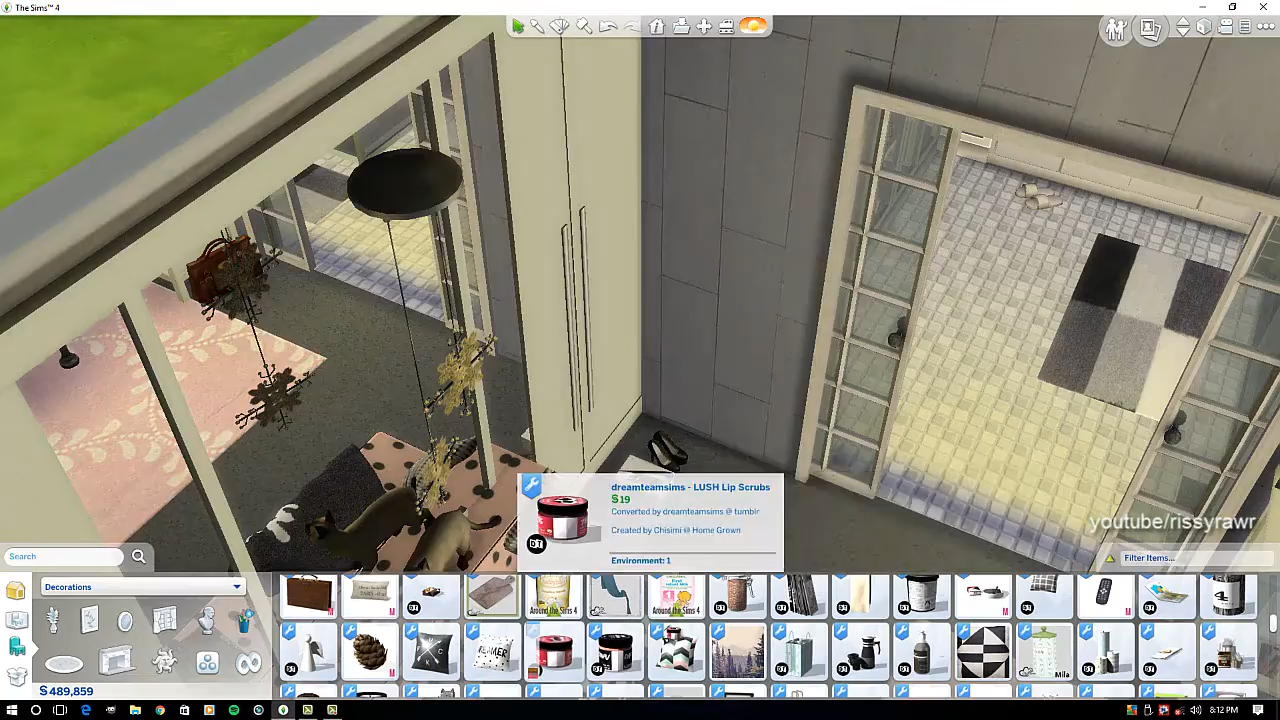 The Sims™ 4
dreamteamsims - LUSH Lip Scrubs
§19
Converted by dreamteamsims @ tumblr
Created by Chisimi @ Home Grown
Environment: 1
youtube/rissyrawr
Search
Filter Items...
Decorations
Around the Sims 4
Around the Sims 4
Mila
§489,859
8:12 PM